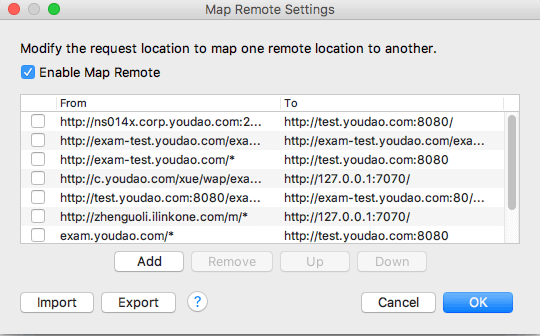 Map Remote Settings
Modify the request location to map one remote location to another.
Enable Map Remote
From To
http://ns014x.corp.youdao.com:2... http://test.youdao.com:8080/
http://exam-test.youdao.com/exa... http://exam-test.youdao.com/exa...
http://exam-test.youdao.com/* http://test.youdao.com:8080
http://c.youdao.com/xue/wap/exa... http://127.0.0.1:7070/
http://test.youdao.com:8080/exa... http://exam-test.youdao.com:80/...
http://zhenguoli.ilinkone.com/m/* http://127.0.0.1:7070/
exam.youdao.com/* http://test.youdao.com:8080
Add Remove Up Down
Import Export ? Cancel OK